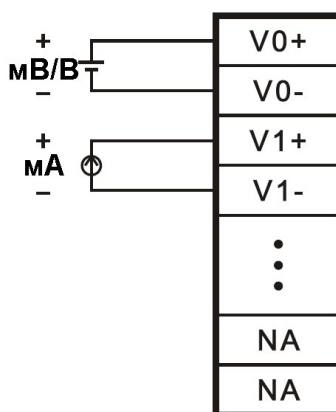 +
мВ/В
–
+
мА
–
V0+
V0-
V1+
V1-
NA
NA